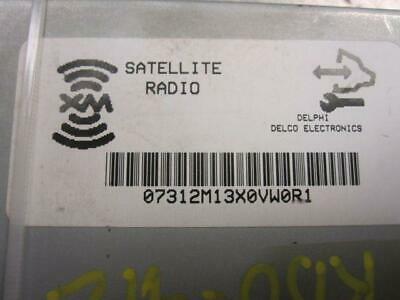 XM
SATELLITE
RADIO
DELPHI
DELCO ELECTRONICS
07312M13X0VW0R1